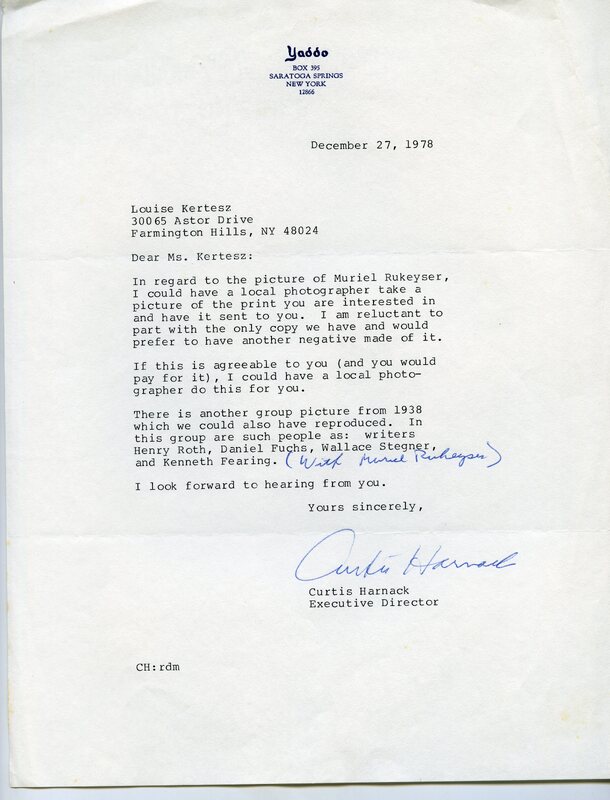 Yaddo
BOX 395
SARATOGA SPRINGS
NEW YORK
12866
December 27, 1978
Louise Kertesz
30065 Astor Drive
Farmington Hills, NY 48024
Dear Ms. Kertesz:
In regard to the picture of Muriel Rukeyser,
I could have a local photographer take a
picture of the print you are interested in
and have it sent to you. I am reluctant to
part with the only copy we have and would
prefer to have another negative made of it.
If this is agreeable to you (and you would
pay for it), I could have a local photo-
grapher do this for you.
There is another group picture from 1938
which we could also have reproduced. In
this group are such people as: writers
Henry Roth, Daniel Fuchs, Wallace Stegner,
and Kenneth Fearing. (With Muriel Rukeyser)
I look forward to hearing from you.
Yours sincerely,
Curtis Harnack
Curtis Harnack
Executive Director
CH:rdm